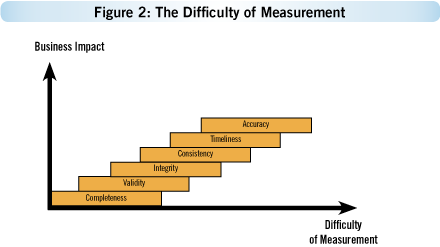 Figure 2: The Difficulty of Measurement
Business Impact
Accuracy
Timeliness
Consistency
Integrity
Validity
Completeness
Difficulty
of Measurement